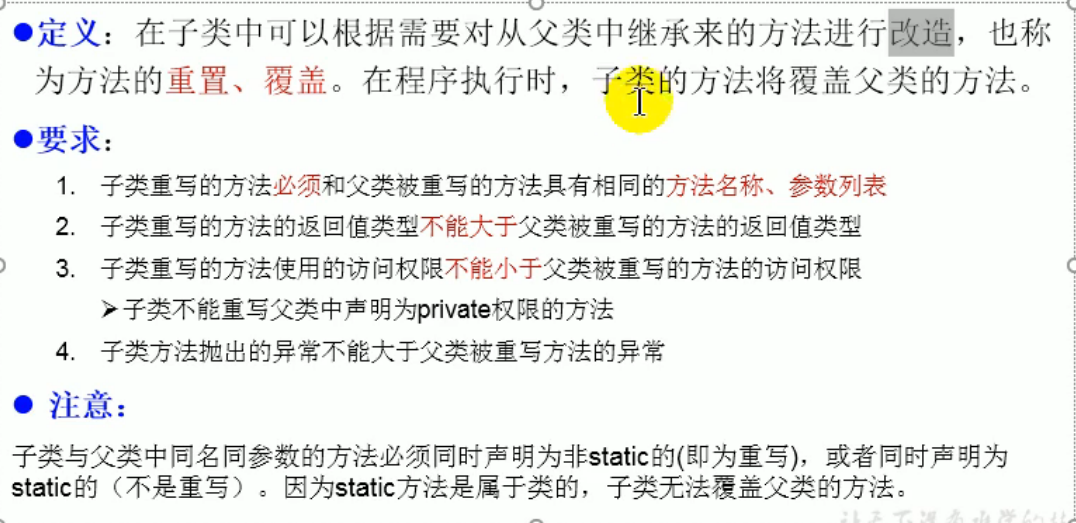 ●定义：在子类中可以根据需要对从父类中继承来的方法进行改造，也称
为方法的重置、覆盖。在程序执行时，子类的方法将覆盖父类的方法。
●要求：
1. 子类重写的方法必须和父类被重写的方法具有相同的方法名称、参数列表
2. 子类重写的方法的返回值类型不能大于父类被重写的方法的返回值类型
3. 子类重写的方法使用的访问权限不能小于父类被重写的方法的访问权限
➤子类不能重写父类中声明为private权限的方法
4. 子类方法抛出的异常不能大于父类被重写方法的异常
● 注意：
子类与父类中同名同参数的方法必须同时声明为非static的(即为重写)，或者同时声明为
static的（不是重写）。因为static方法是属于类的，子类无法覆盖父类的方法。